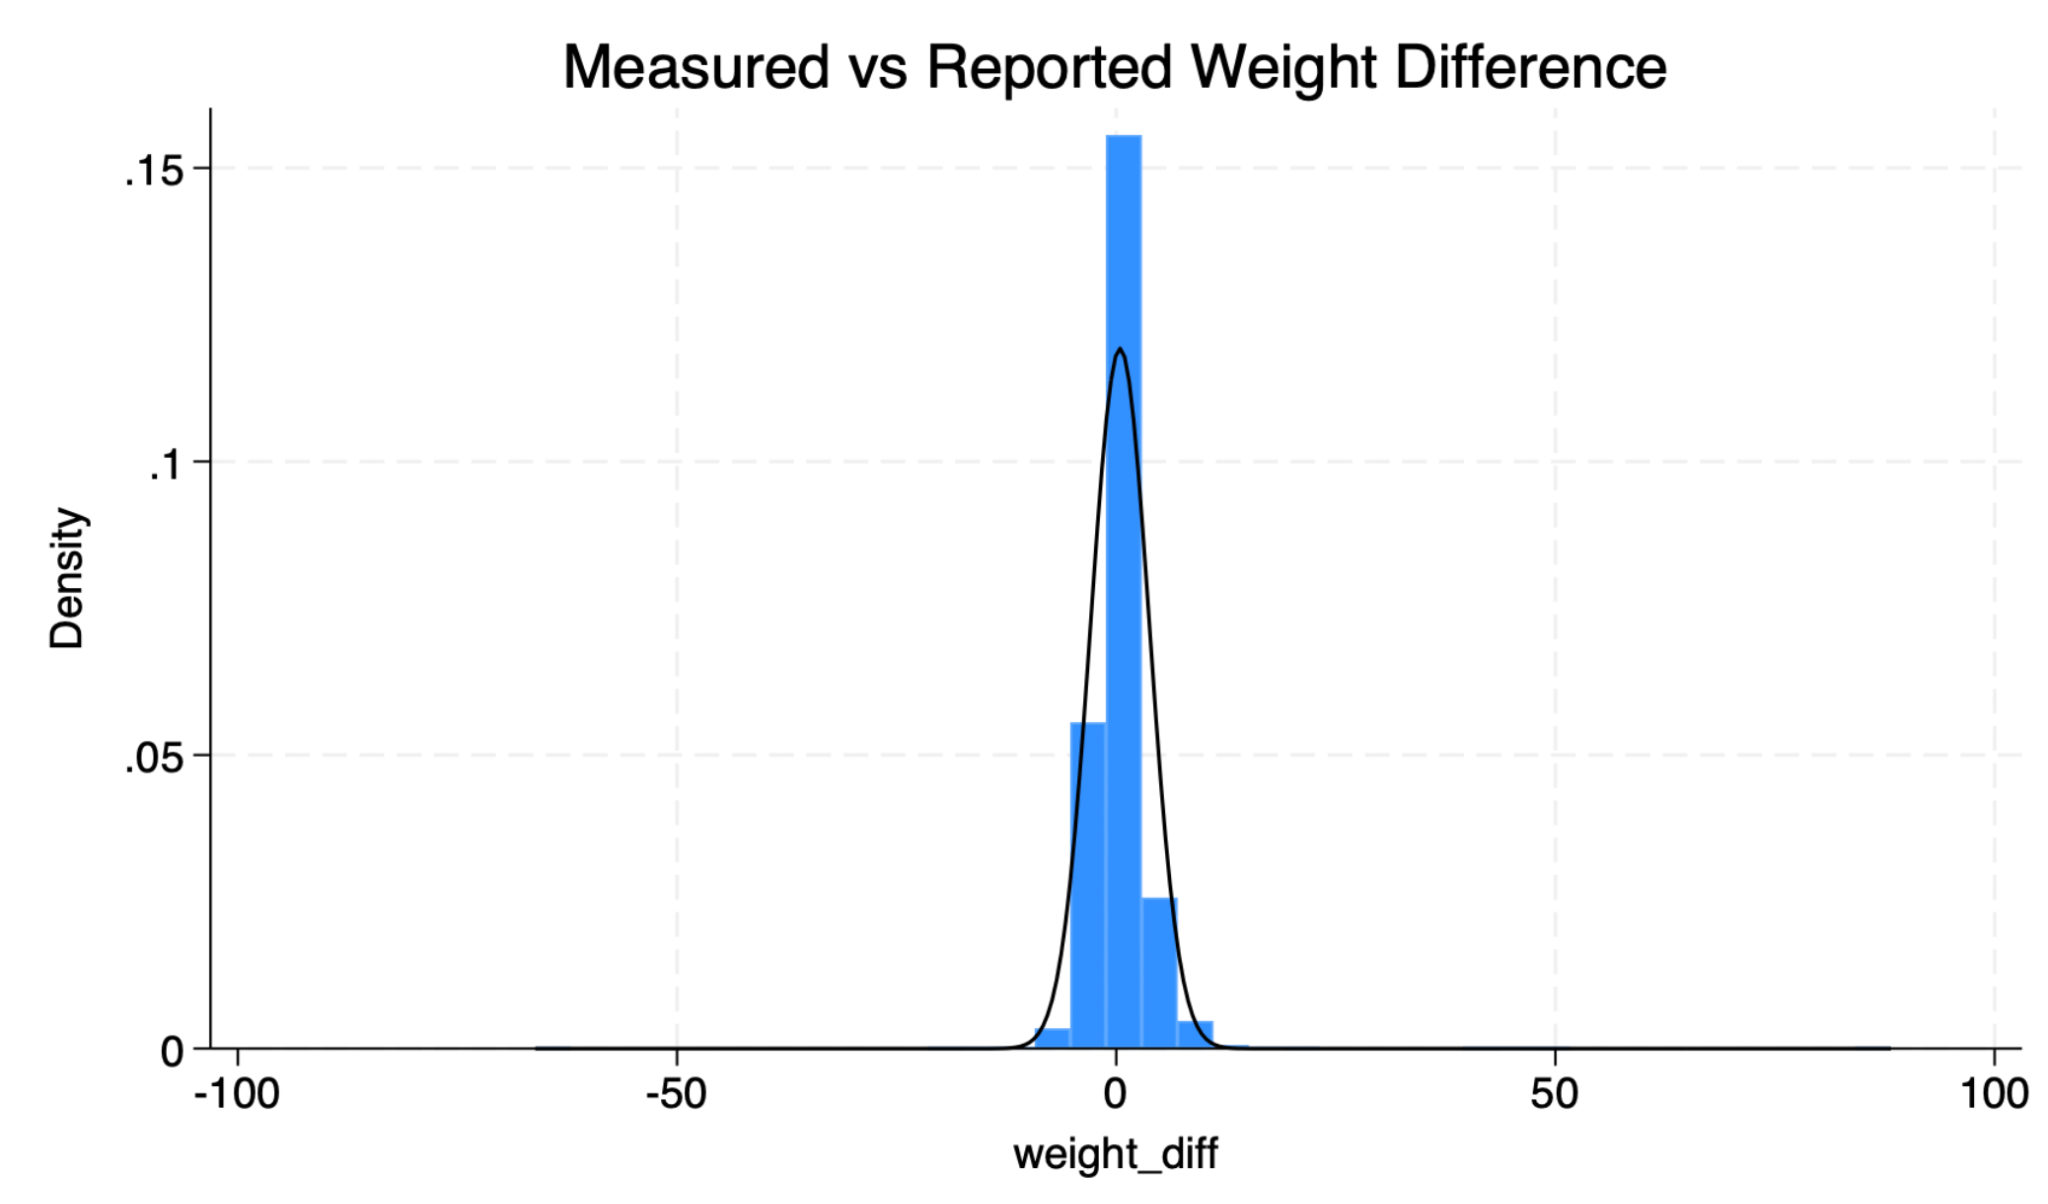 Measured vs Reported Weight Difference
Density
.15
.1
.05
0
-100 -50 0 50 100
weight_diff